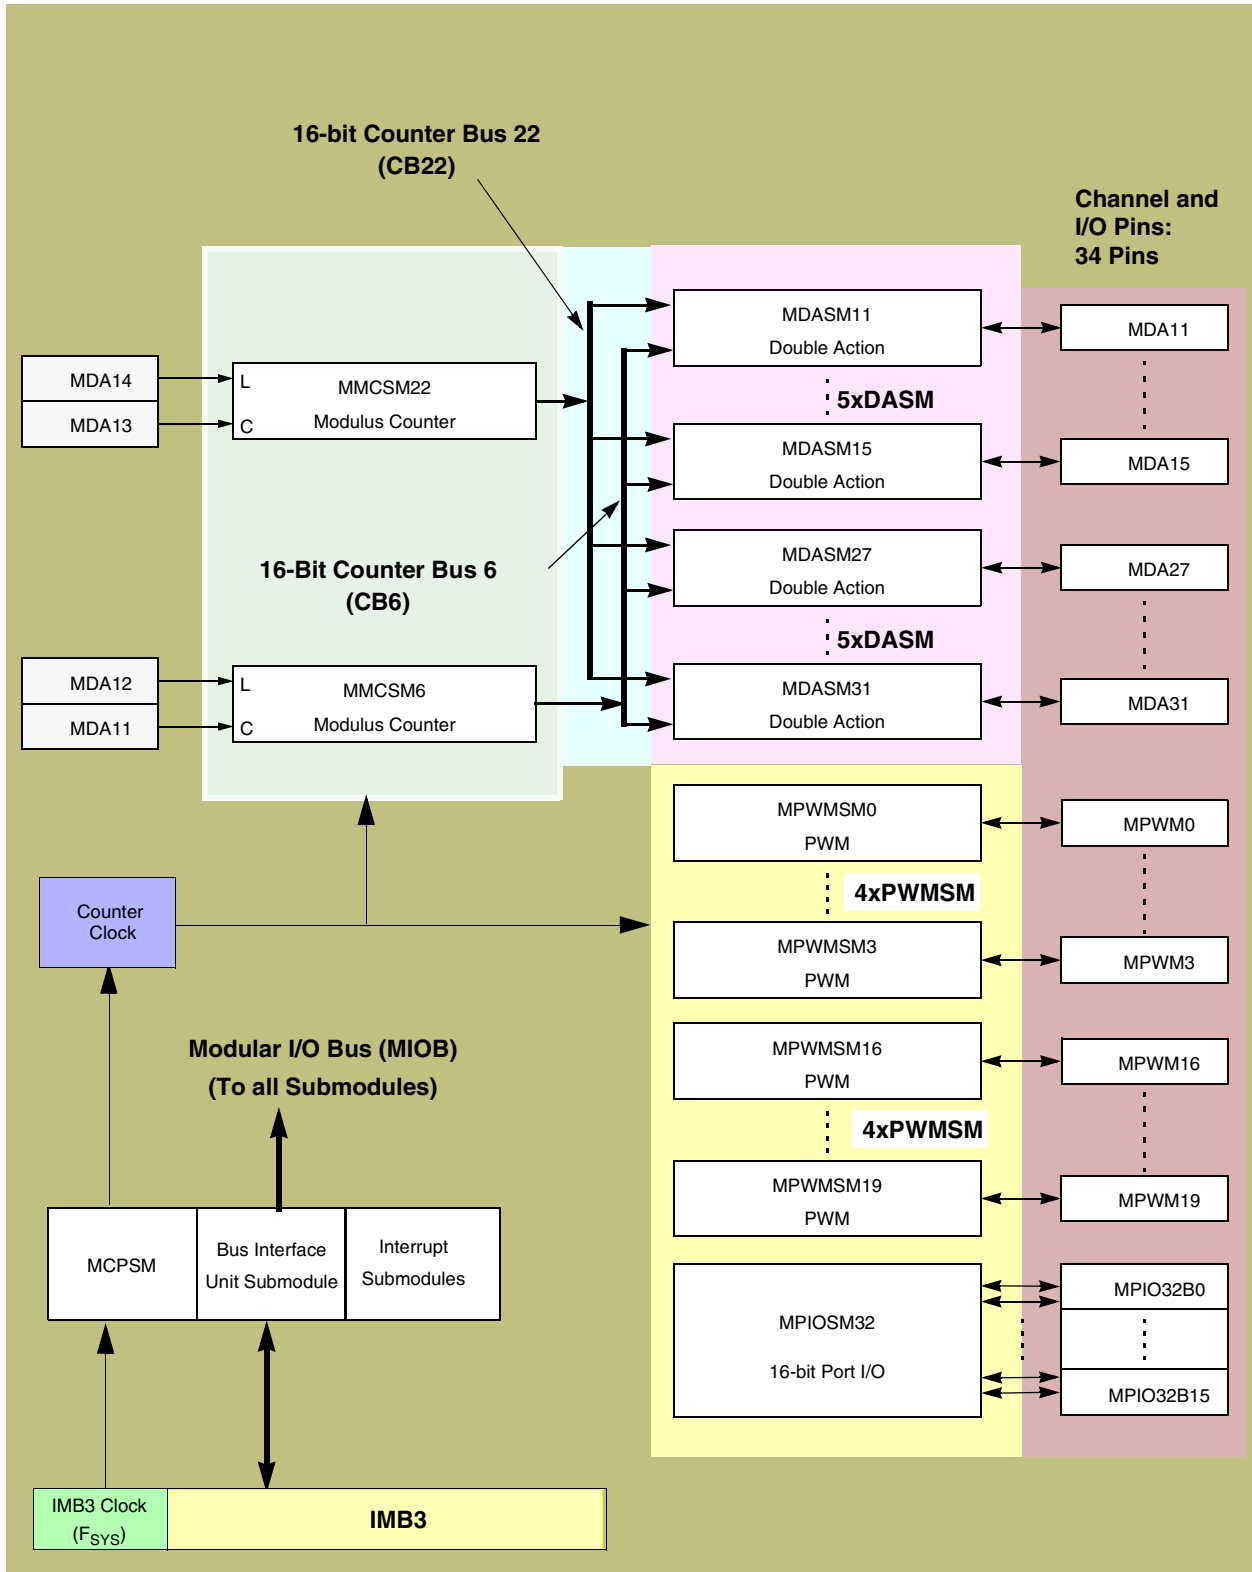 16-bit Counter Bus 22
(CB22)
Channel and
I/O Pins:
34 Pins
MDA14
MDA13
L
C
MMCSM22
Modulus Counter
MDASM11
Double Action
MDA11
5xDASM
MDASM15
Double Action
MDA15
16-Bit Counter Bus 6
(CB6)
MDASM27
Double Action
MDA27
5xDASM
MDA12
MDA11
L
C
MMCSM6
Modulus Counter
MDASM31
Double Action
MDA31
MPWMSM0
PWM
MPWM0
4xPWMSM
Counter
Clock
MPWMSM3
PWM
MPWM3
Modular I/O Bus (MIOB)
(To all Submodules)
MPWMSM16
PWM
MPWM16
4xPWMSM
MPWMSM19
PWM
MPWM19
MCPSM
Bus Interface
Unit Submodule
Interrupt
Submodules
MPIOSM32
16-bit Port I/O
MPIO32B0
MPIO32B15
IMB3 Clock
(FSYS)
IMB3